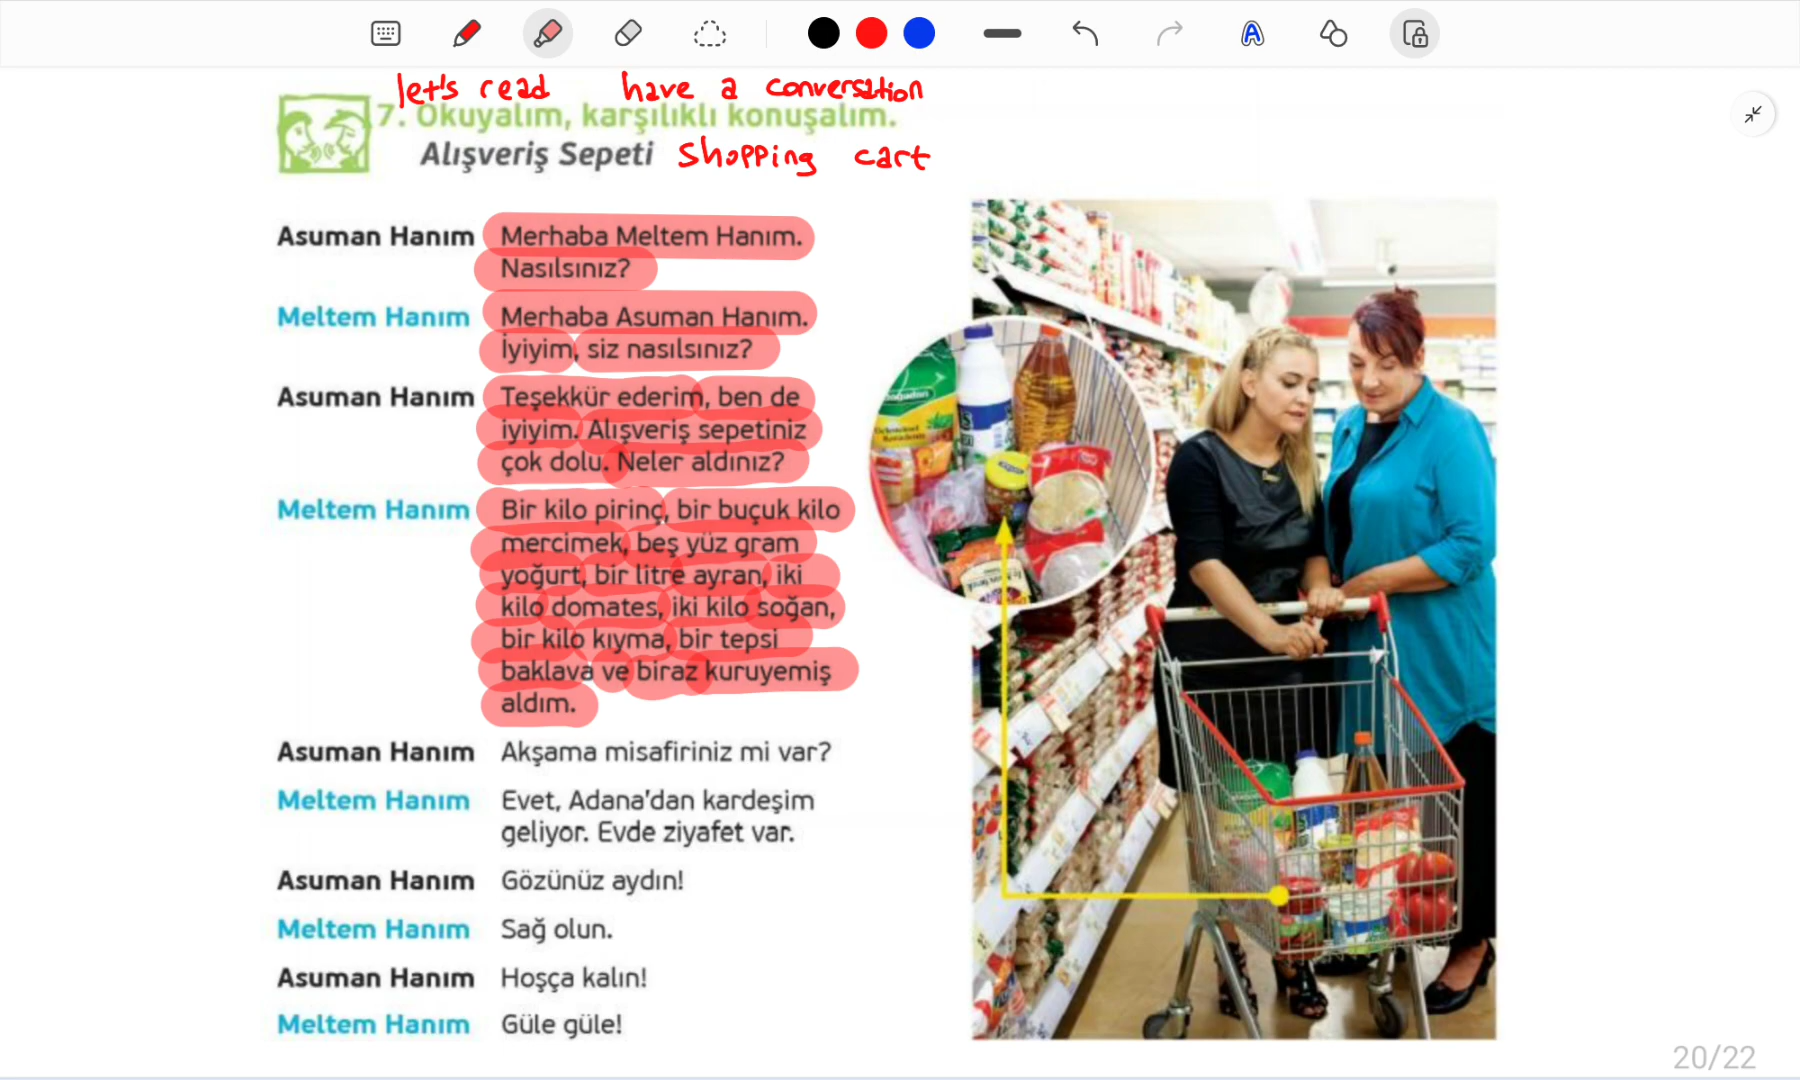 let's read have a conversation
7. Okuyalım, karşılıklı konuşalım.
Alışveriş Sepeti shopping cart
Asuman Hanım Merhaba Meltem Hanım.
Nasılsınız?
Meltem Hanım Merhaba Asuman Hanım.
İyiyim, siz nasılsınız?
Asuman Hanım Teşekkür ederim, ben de
iyiyim. Alışveriş sepetiniz
çok dolu. Neler aldınız?
Meltem Hanım Bir kilo pirinç, bir buçuk kilo
mercimek, beş yüz gram
yoğurt, bir litre ayran, iki
kilo domates, iki kilo soğan,
bir kilo kıyma, bir tepsi
baklava ve biraz kuruyemiş
aldım.
Asuman Hanım Akşama misafiriniz mi var?
Meltem Hanım Evet, Adana'dan kardeşim
geliyor. Evde ziyafet var.
Asuman Hanım Gözünüz aydın!
Meltem Hanım Sağ olun.
Asuman Hanım Hoşça kalın!
Meltem Hanım Güle güle!
20/22